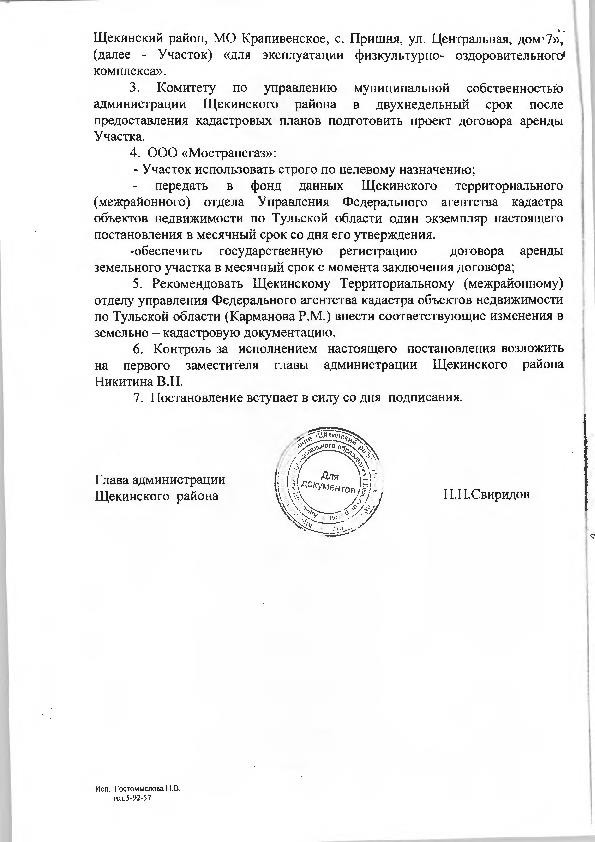 Щекинский район, МО Крапивенское, с. Пришня, ул. Центральная, дом 7»,
(далее - Участок) «для эксплуатации физкультурно- оздоровительного
комплекса».
3. Комитету по управлению муниципальной собственностью
администрации Щекинского района в двухнедельный срок после
предоставления кадастровых планов подготовить проект договора аренды
Участка.
4. ООО «Мострансгаз»:
- Участок использовать строго по целевому назначению;
- передать в фонд данных Щекинского территориального
(межрайонного) отдела Управления Федерального агентства кадастра
объектов недвижимости по Тульской области один экземпляр настоящего
постановления в месячный срок со дня его утверждения.
-обеспечить государственную регистрацию договора аренды
земельного участка в месячный срок с момента заключения договора;
5. Рекомендовать Щекинскому Территориальному (межрайонному)
отделу управления Федерального агентства кадастра объектов недвижимости
по Тульской области (Карманова Р.М.) внести соответствующие изменения в
земельно – кадастровую документацию.
6. Контроль за исполнением настоящего постановления возложить
на первого заместителя главы администрации Щекинского района
Никитина В.Н.
7. Постановление вступает в силу со дня подписания.
Для
документов
Глава администрации
Щекинского района
Н.Н.Свиридов
Исп. Гостомыслова Н.В.
тел.5-92-57